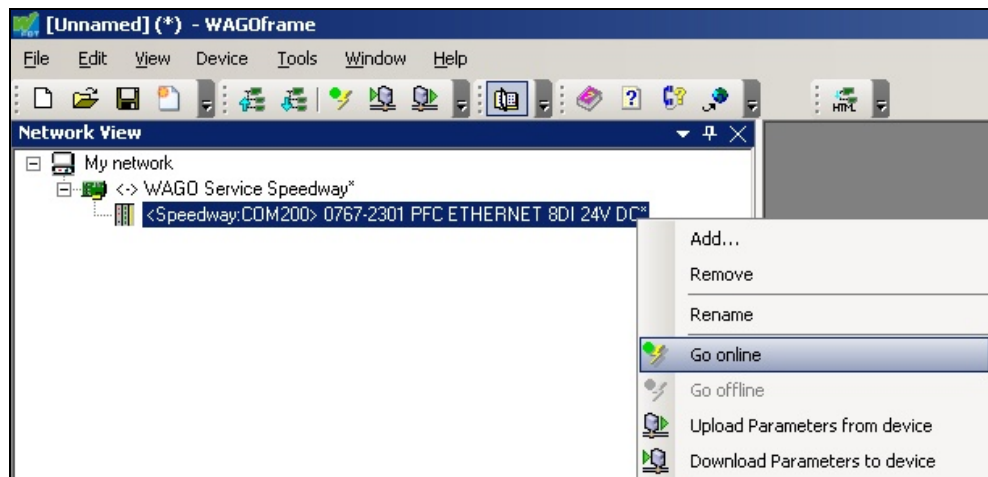 [Unnamed] (*) - WAGOframe
File Edit View Device Tools Window Help
HTML
Network View
My network
<-> WAGO Service Speedway*
<Speedway:COM200> 0767-2301 PFC ETHERNET 8DI 24V DC*
Add...
Remove
Rename
Go online
Go offline
Upload Parameters from device
Download Parameters to device